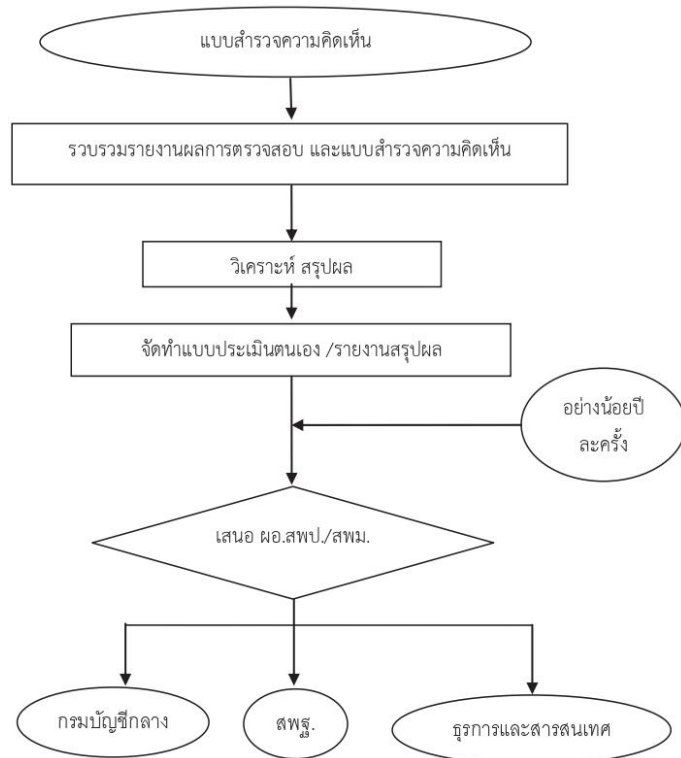 แบบสำรวจความคิดเห็น
รวบรวมรายงานผลการตรวจสอบ และแบบสำรวจความคิดเห็น
วิเคราะห์ สรุปผล
จัดทำแบบประเมินตนเอง /รายงานสรุปผล
อย่างน้อยปี
ละครั้ง
เสนอ ผอ.สพป./สพม.
กรมบัญชีกลาง
สพฐ.
ธุรการและสารสนเทศ